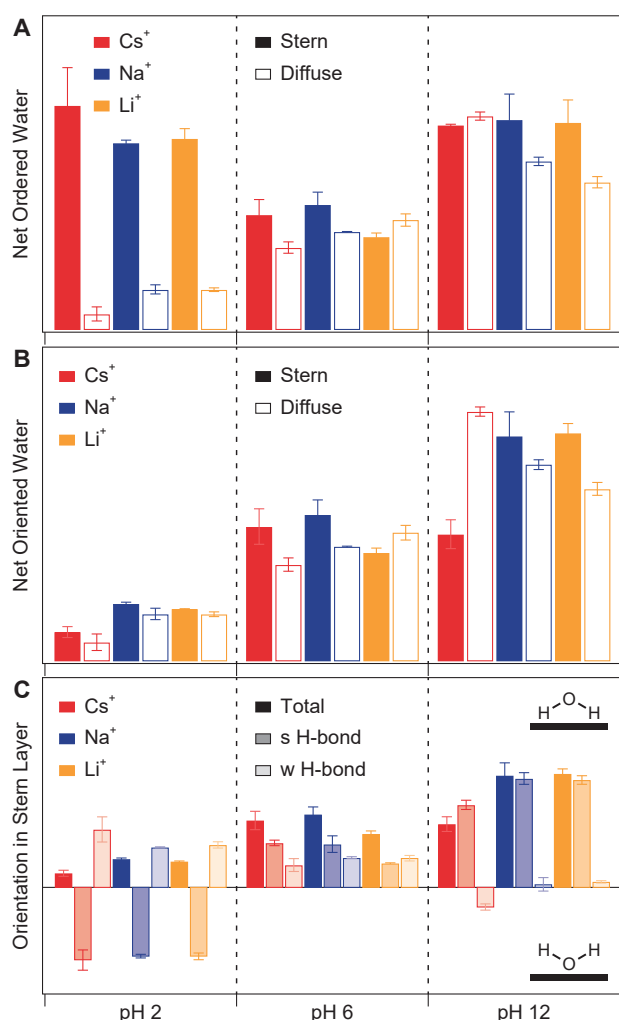 A
Cs+
Na+
Li+
Stern
Diffuse
Net Ordered Water
B
Cs+
Na+
Li+
Stern
Diffuse
Net Oriented Water
C
Cs+
Na+
Li+
Total
s H-bond
w H-bond
O
H H
Orientation in Stern Layer
H H
O
pH 2 pH 6 pH 12